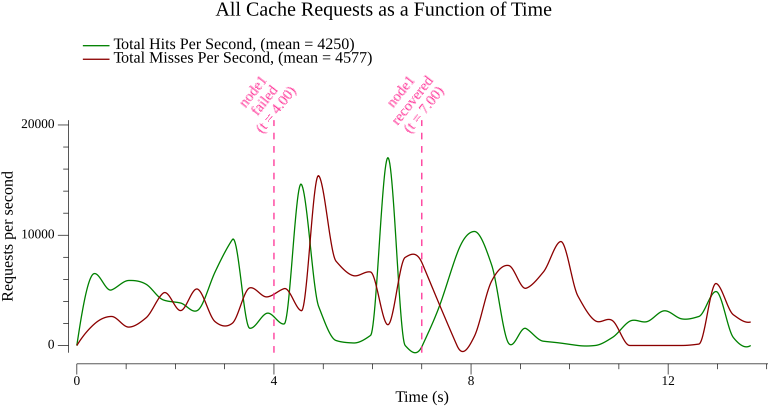 All Cache Requests as a Function of Time
Total Hits Per Second, (mean = 4250)
Total Misses Per Second, (mean = 4577)
node1
failed
(t = 4.00)
node1
recovered
(t = 7.00)
Requests per second
20000
10000
0
0
4
8
12
Time (s)